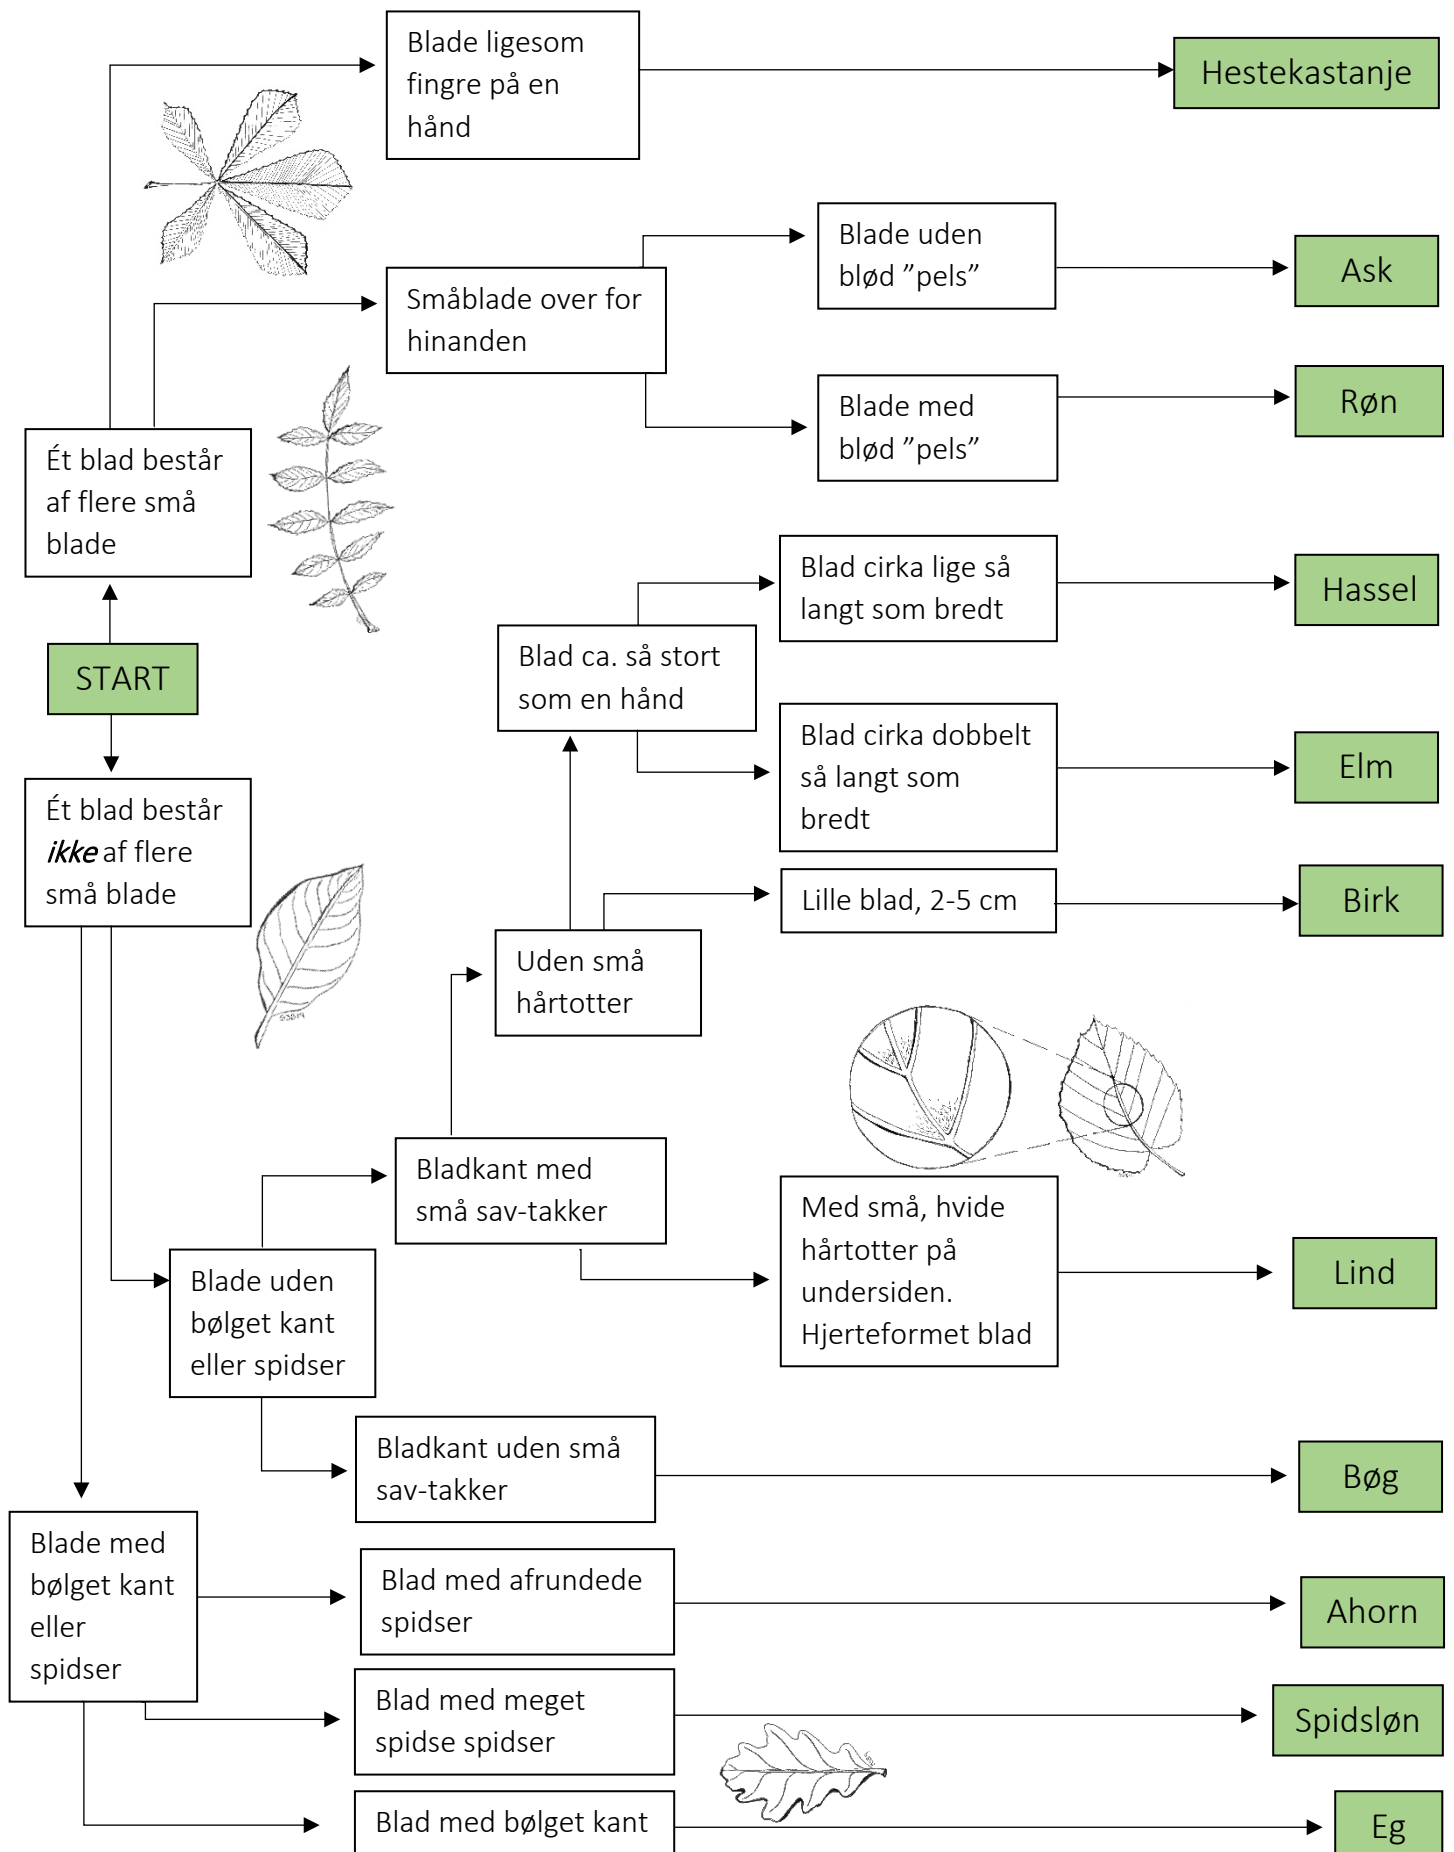 Blade ligesom
fingre på en
hånd
Hestekastanje
Blade uden
blød ”pels”
Ask
Småblade over for
hinanden
Blade med
blød ”pels”
Røn
Ét blad består
af flere små
blade
Blad cirka lige så
langt som bredt
Hassel
Blad ca. så stort
som en hånd
START
Blad cirka dobbelt
så langt som
bredt
Elm
Ét blad består
ikke af flere
små blade
Lille blad, 2-5 cm
Birk
Uden små
hårtotter
Bladkant med
små sav-takker
Med små, hvide
hårtotter på
undersiden.
Hjerteformet blad
Lind
Blade uden
bølget kant
eller spidser
Bladkant uden små
sav-takker
Bøg
Blade med
bølget kant
eller
spidser
Blad med afrundede
spidser
Ahorn
Blad med meget
spidse spidser
Spidsløn
Blad med bølget kant
Eg